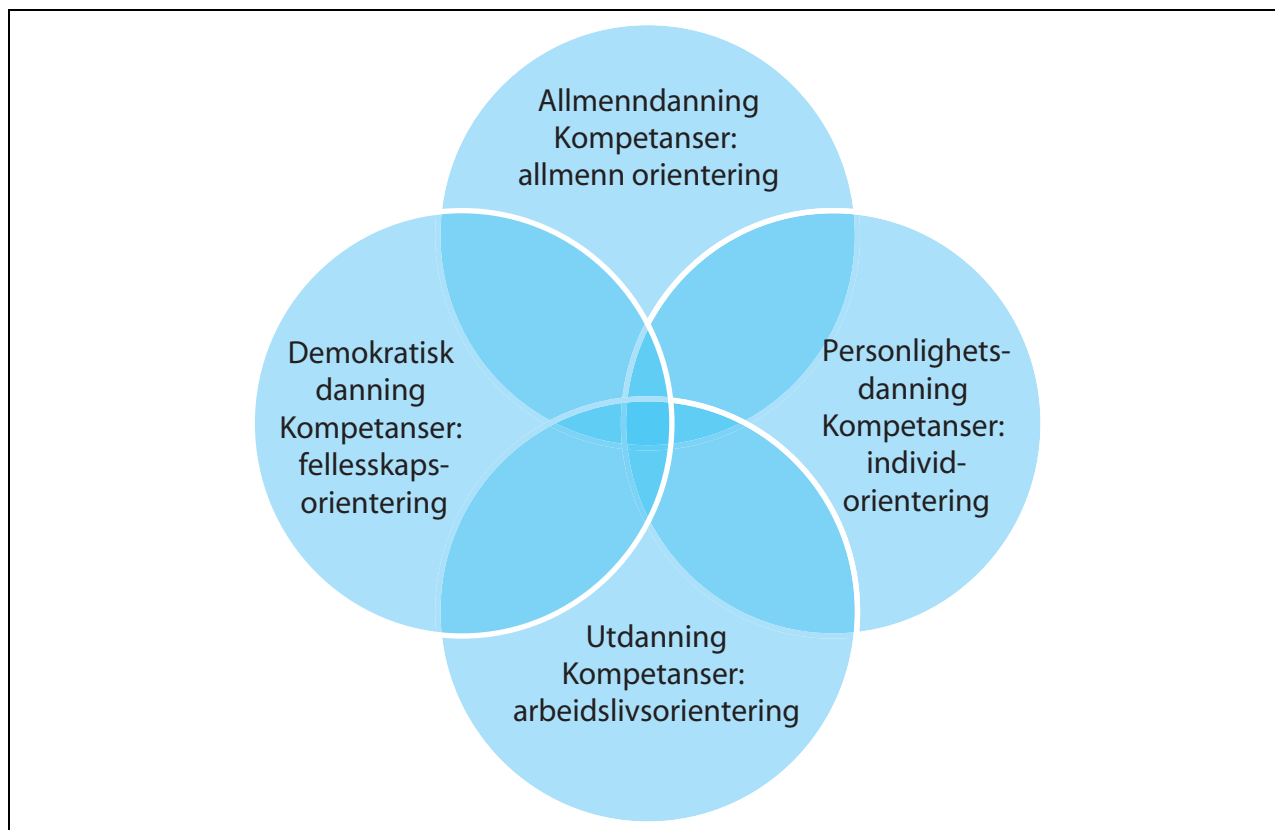 Allmenndanning
Kompetanser:
allmenn orientering
Demokratisk
danning
Kompetanser:
fellesskaps-
orientering
Personlighets-
danning
Kompetanser:
individ-
orientering
Utdanning
Kompetanser:
arbeidslivsorientering